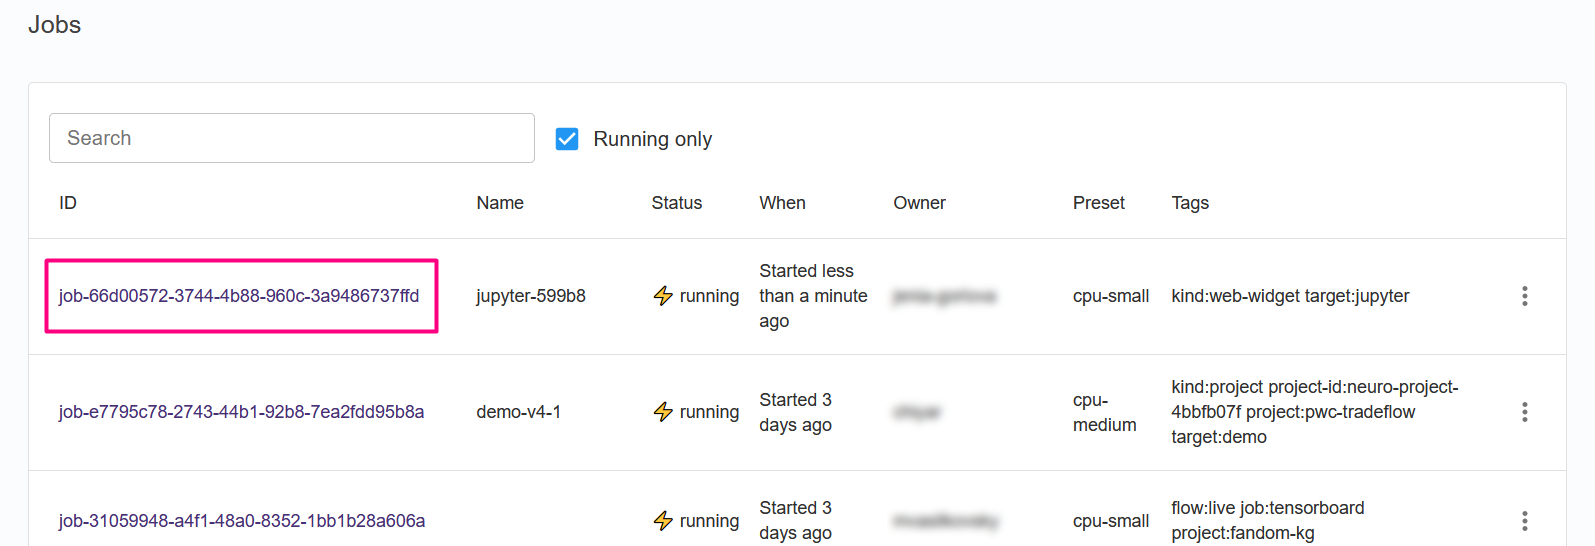 Jobs
Search
Running only
ID Name Status When Owner Preset Tags
job-66d00572-3744-4b88-960c-3a9486737ffd jupyter-599b8 running Started less than a minute ago cpu-small kind:web-widget target:jupyter
job-e7795c78-2743-44b1-92b8-7ea2fdd95b8a demo-v4-1 running Started 3 days ago cpu-medium kind:project project-id:neuro-project-4bbfb07f project:pwc-tradeflow target:demo
job-31059948-a4f1-48a0-8352-1bb1b28a606a running Started 3 days ago cpu-small flow:live job:tensorboard project:fandom-kg